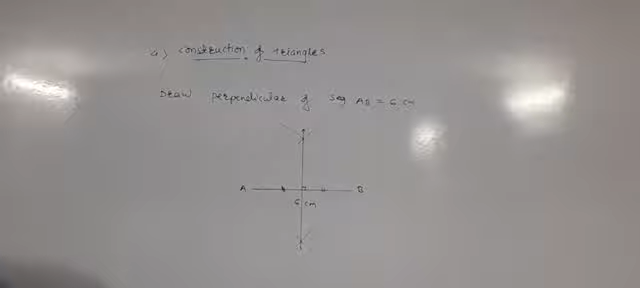 a) construction of triangles
Draw perpendicular of seg AB = 6 cm
A B
6 cm